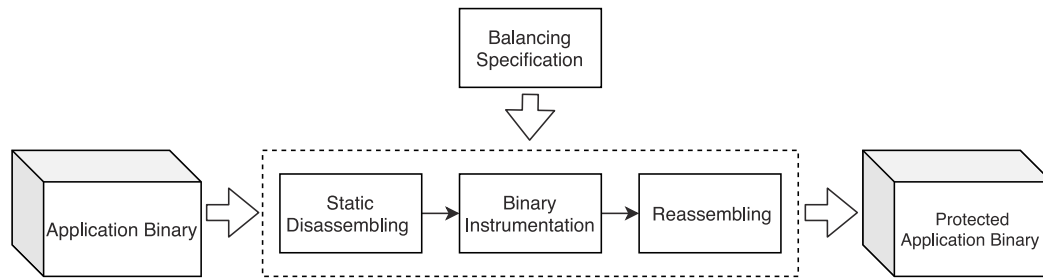 Balancing
Specification
Application Binary
Static
Disassembling
Binary
Instrumentation
Reassembling
Protected
Application Binary